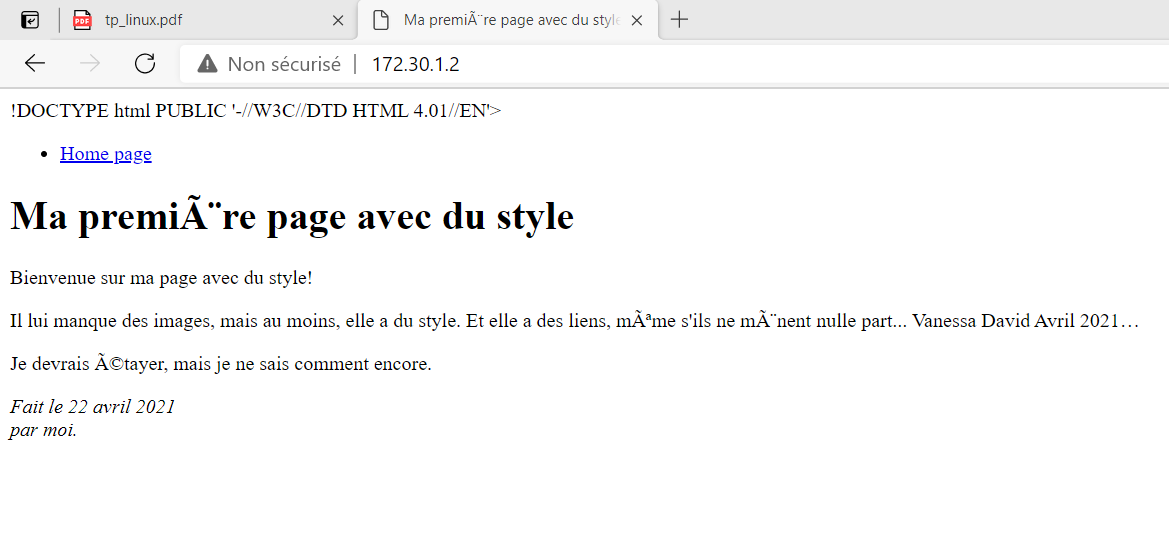 tp_linux.pdf
Ma premiÃ¨re page avec du style
Non sécurisé | 172.30.1.2
!DOCTYPE html PUBLIC '-//W3C//DTD HTML 4.01//EN'>
Home page
Ma premiÃ¨re page avec du style
Bienvenue sur ma page avec du style!
Il lui manque des images, mais au moins, elle a du style. Et elle a des liens, mÃªme s'ils ne mÃ¨nent nulle part... Vanessa David Avril 2021…
Je devrais Ã©tayer, mais je ne sais comment encore.
Fait le 22 avril 2021
par moi.